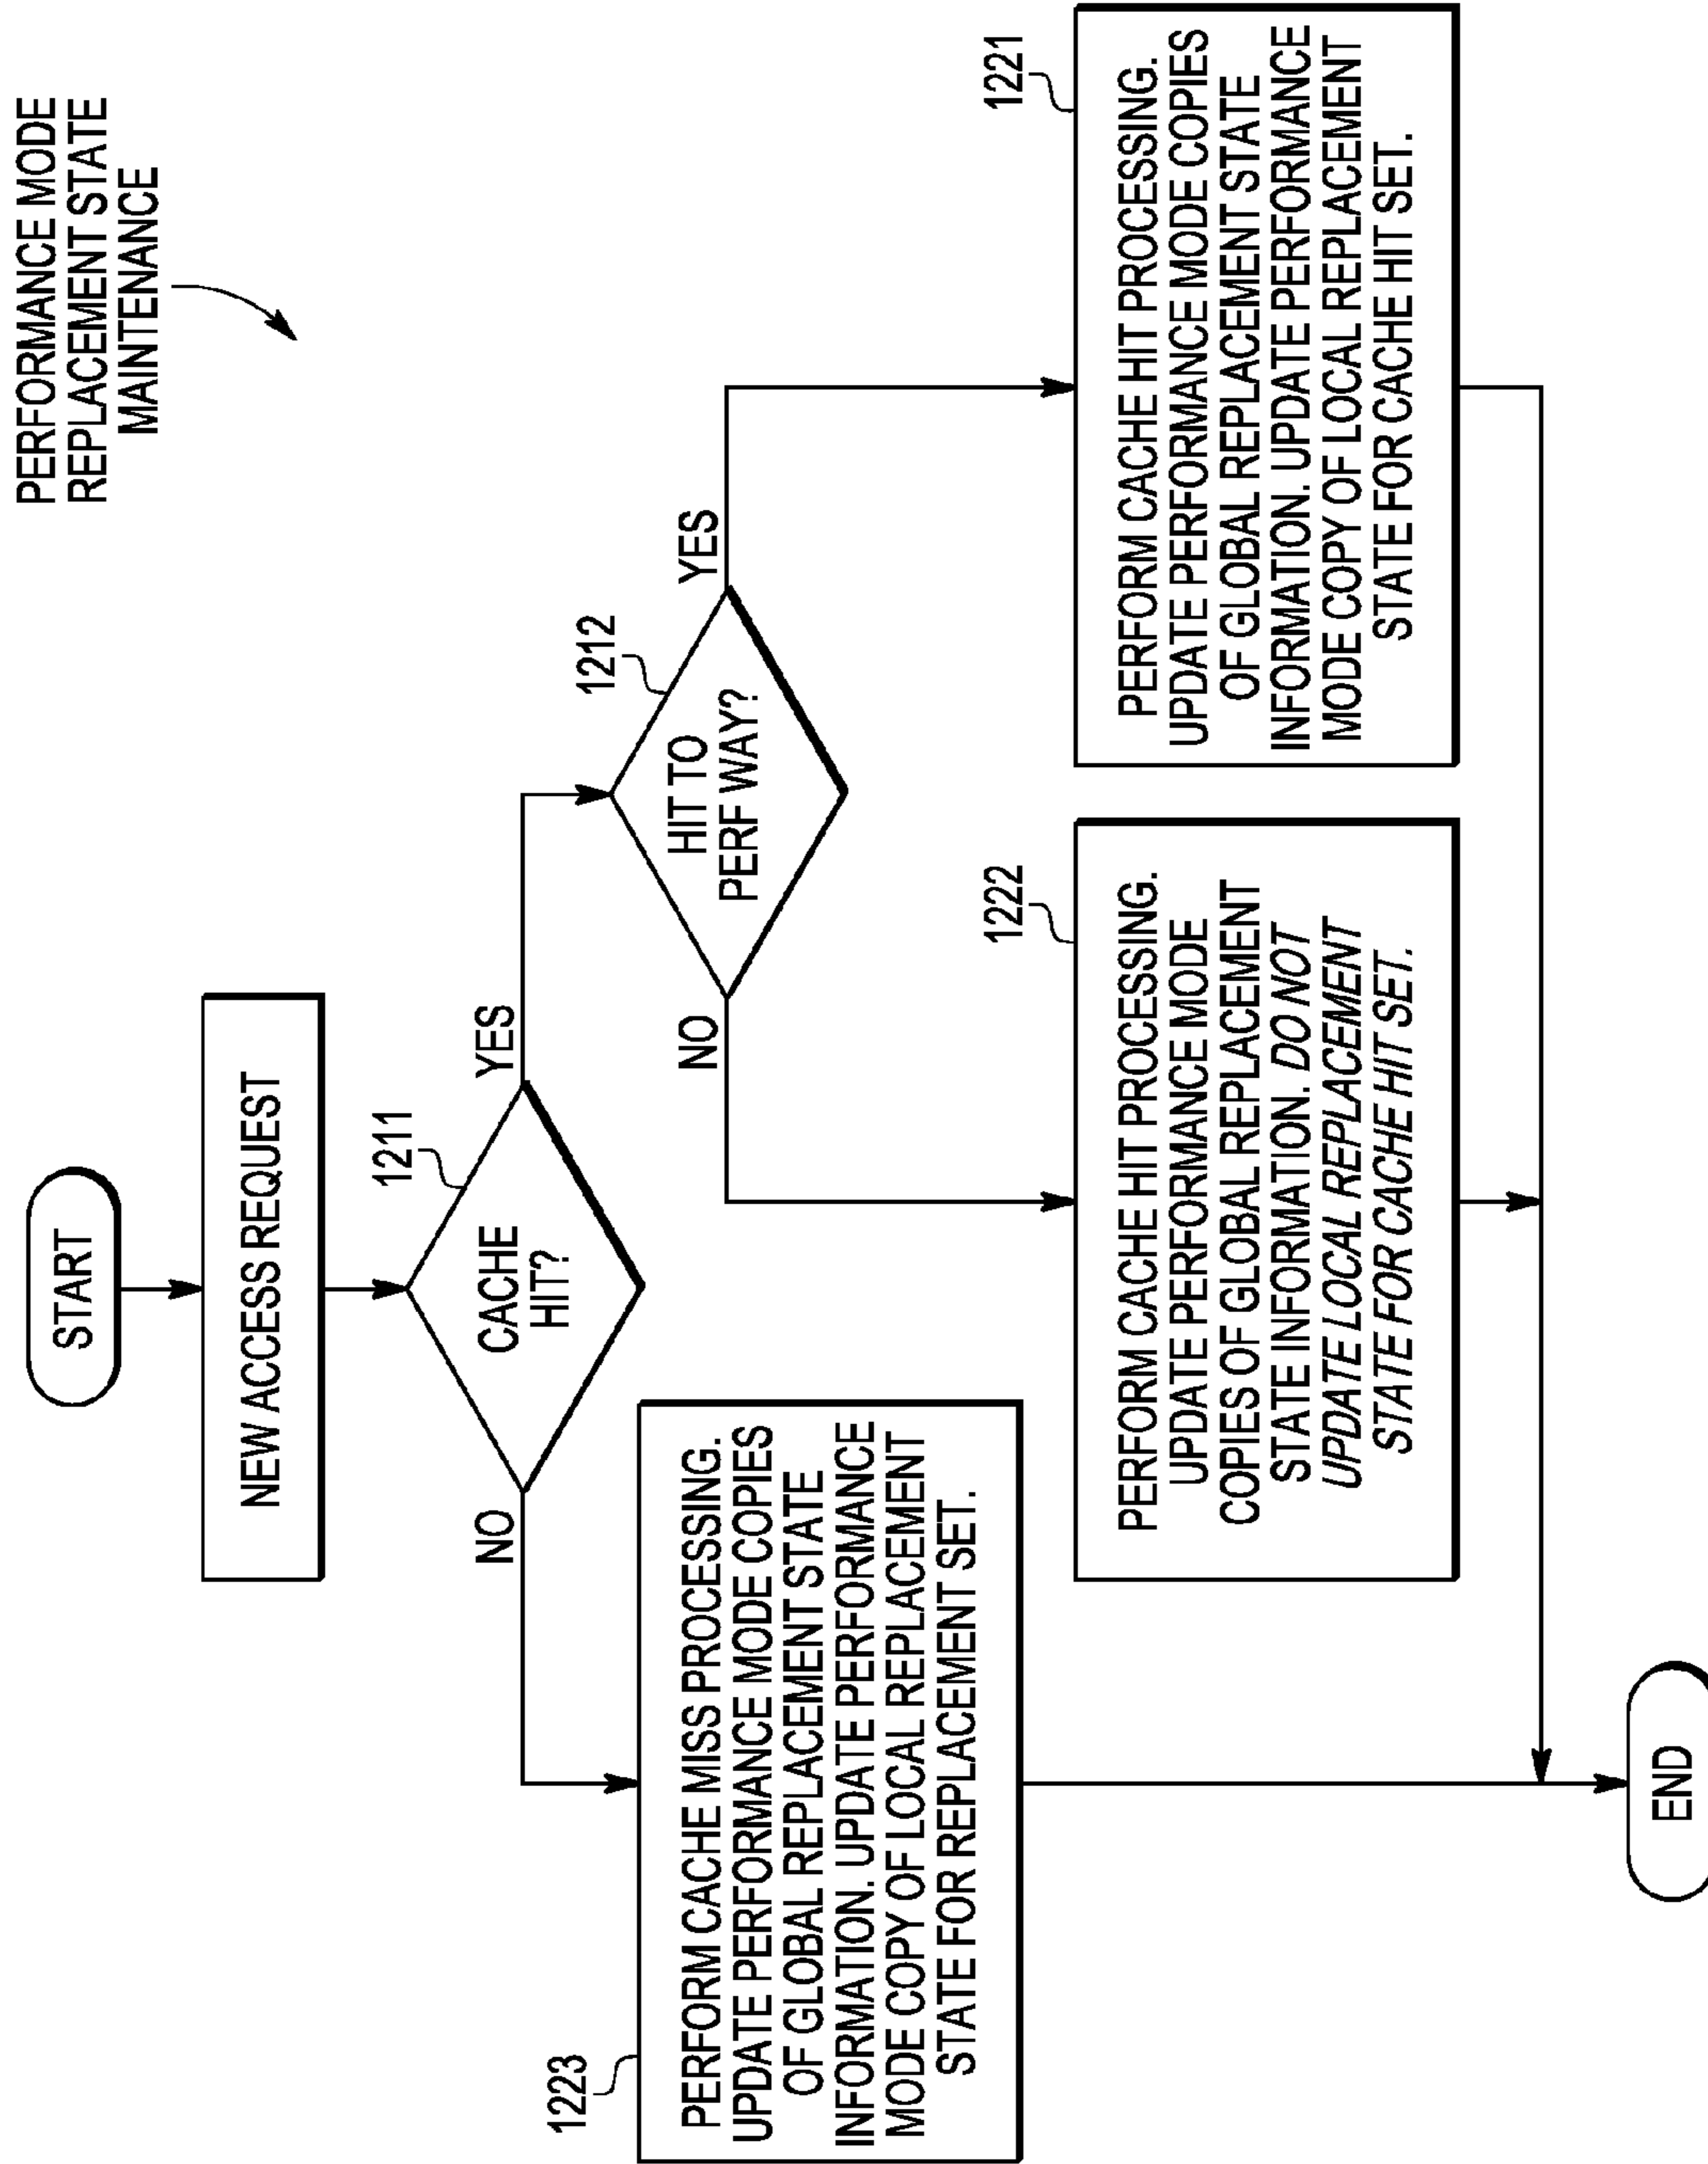 PERFORMANCE MODE
REPLACEMENT STATE
MAINTENANCE
START
NEW ACCESS REQUEST
1211
CACHE
HIT?
NO
YES
1212
HIT TO
PERF WAY?
NO
YES
1223
PERFORM CACHE MISS PROCESSING.
UPDATE PERFORMANCE MODE COPIES
OF GLOBAL REPLACEMENT STATE
INFORMATION. UPDATE PERFORMANCE
MODE COPY OF LOCAL REPLACEMENT
STATE FOR REPLACEMENT SET.
1222
PERFORM CACHE HIT PROCESSING.
UPDATE PERFORMANCE MODE
COPIES OF GLOBAL REPLACEMENT
STATE INFORMATION. DO NOT
UPDATE LOCAL REPLACEMENT
STATE FOR CACHE HIT SET.
1221
PERFORM CACHE HIT PROCESSING.
UPDATE PERFORMANCE MODE COPIES
OF GLOBAL REPLACEMENT STATE
INFORMATION. UPDATE PERFORMANCE
MODE COPY OF LOCAL REPLACEMENT
STATE FOR CACHE HIT SET.
END